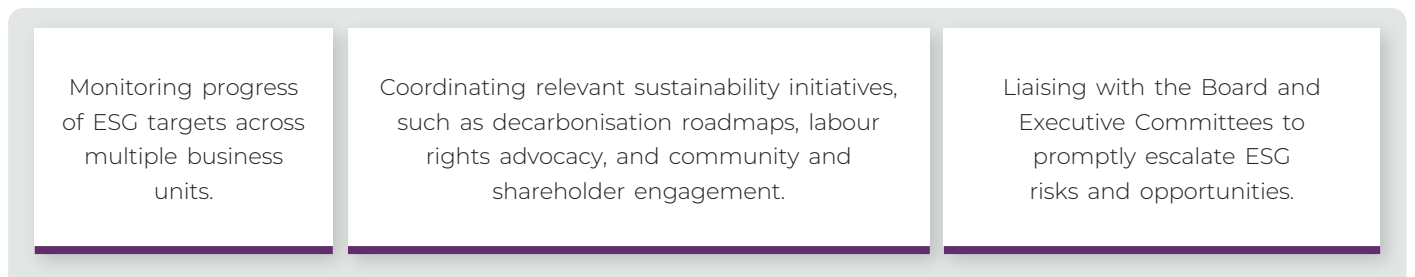 Monitoring progress
of ESG targets across
multiple business
units.
Coordinating relevant sustainability initiatives,
such as decarbonisation roadmaps, labour
rights advocacy, and community and
shareholder engagement.
Liaising with the Board and
Executive Committees to
promptly escalate ESG
risks and opportunities.